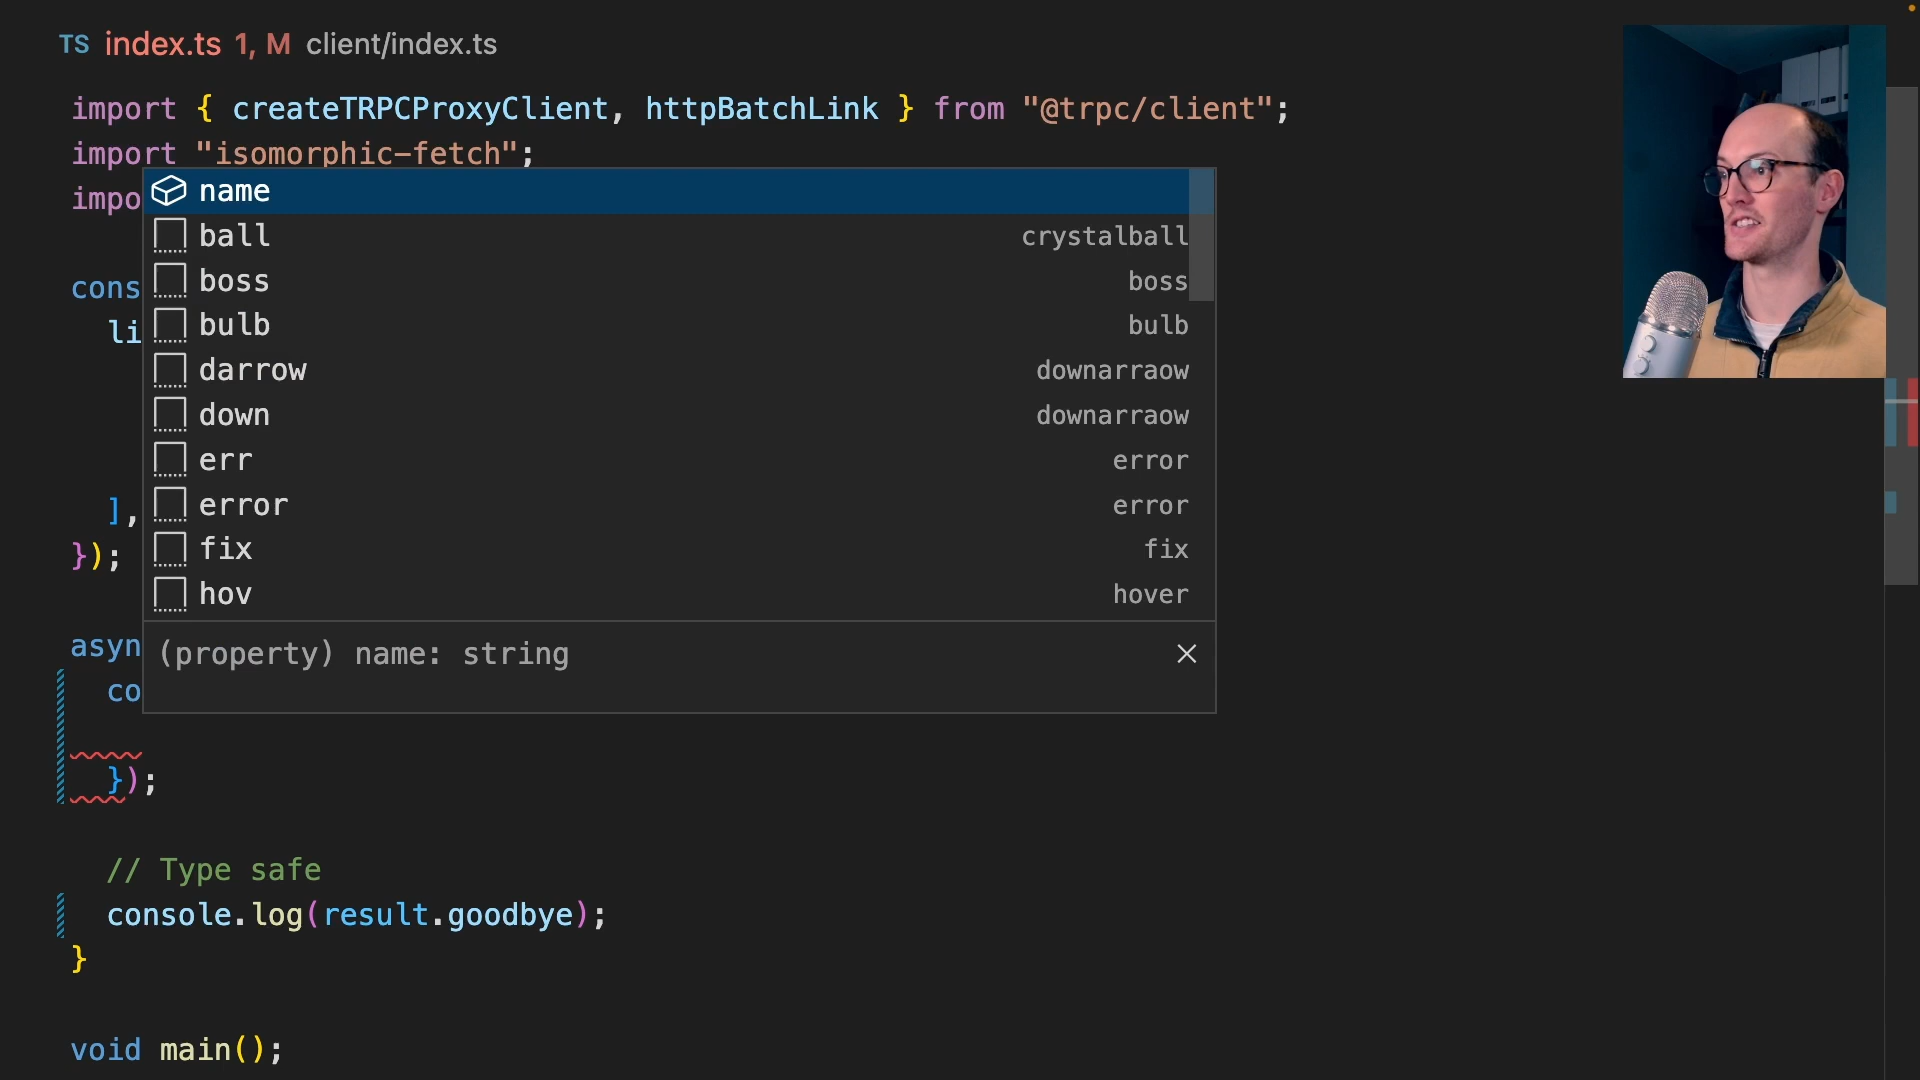 TS index.ts 1, M client/index.ts
import { createTRPCProxyClient, httpBatchLink } from "@trpc/client";
import "isomorphic-fetch";
impo
name
ball crystalball
boss boss
cons
bulb bulb
li
darrow downarraow
down downarraow
err error
error error
],
fix fix
});
hov hover
asyn
(property) name: string
co
});
// Type safe
console.log(result.goodbye);
}
void main();